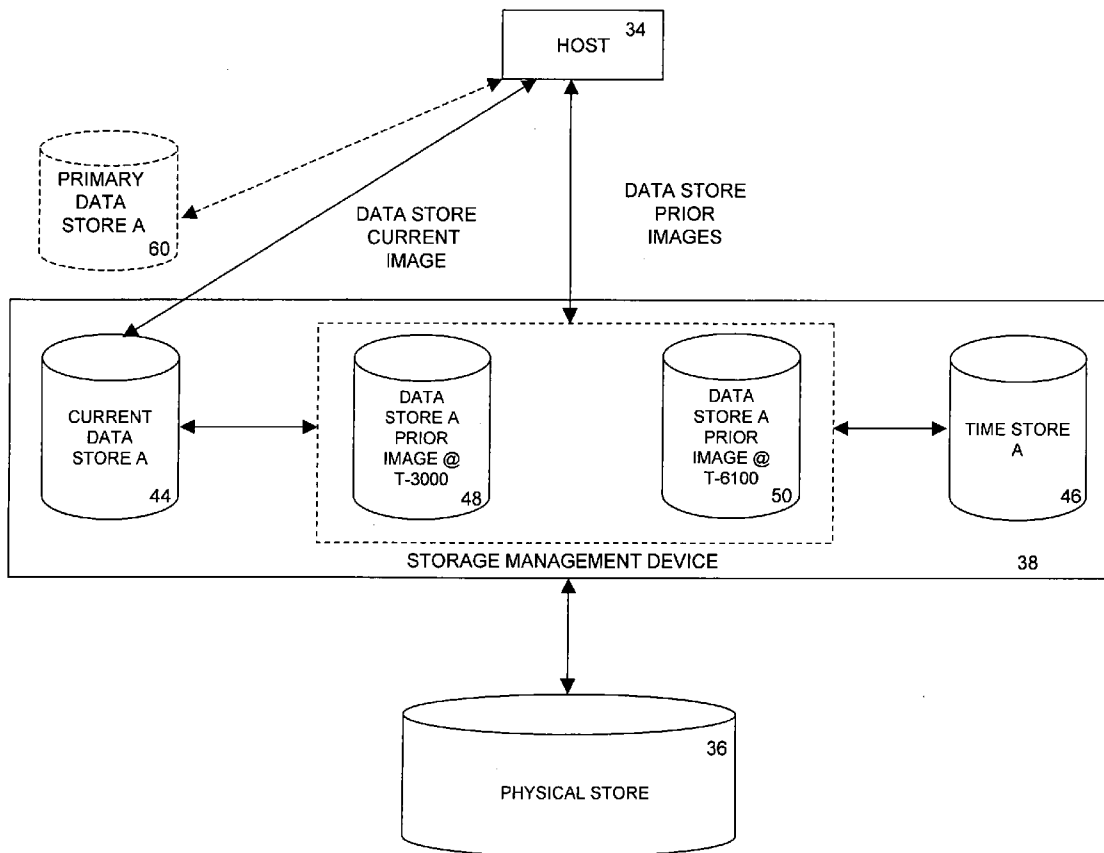 34
HOST
PRIMARY
DATA
STORE A
60
DATA STORE
CURRENT
IMAGE
DATA STORE
PRIOR
IMAGES
CURRENT
DATA
STORE A
44
DATA
STORE A
PRIOR
IMAGE @
T-3000
48
DATA
STORE A
PRIOR
IMAGE @
T-6100
50
TIME STORE
A
46
STORAGE MANAGEMENT DEVICE
38
36
PHYSICAL STORE